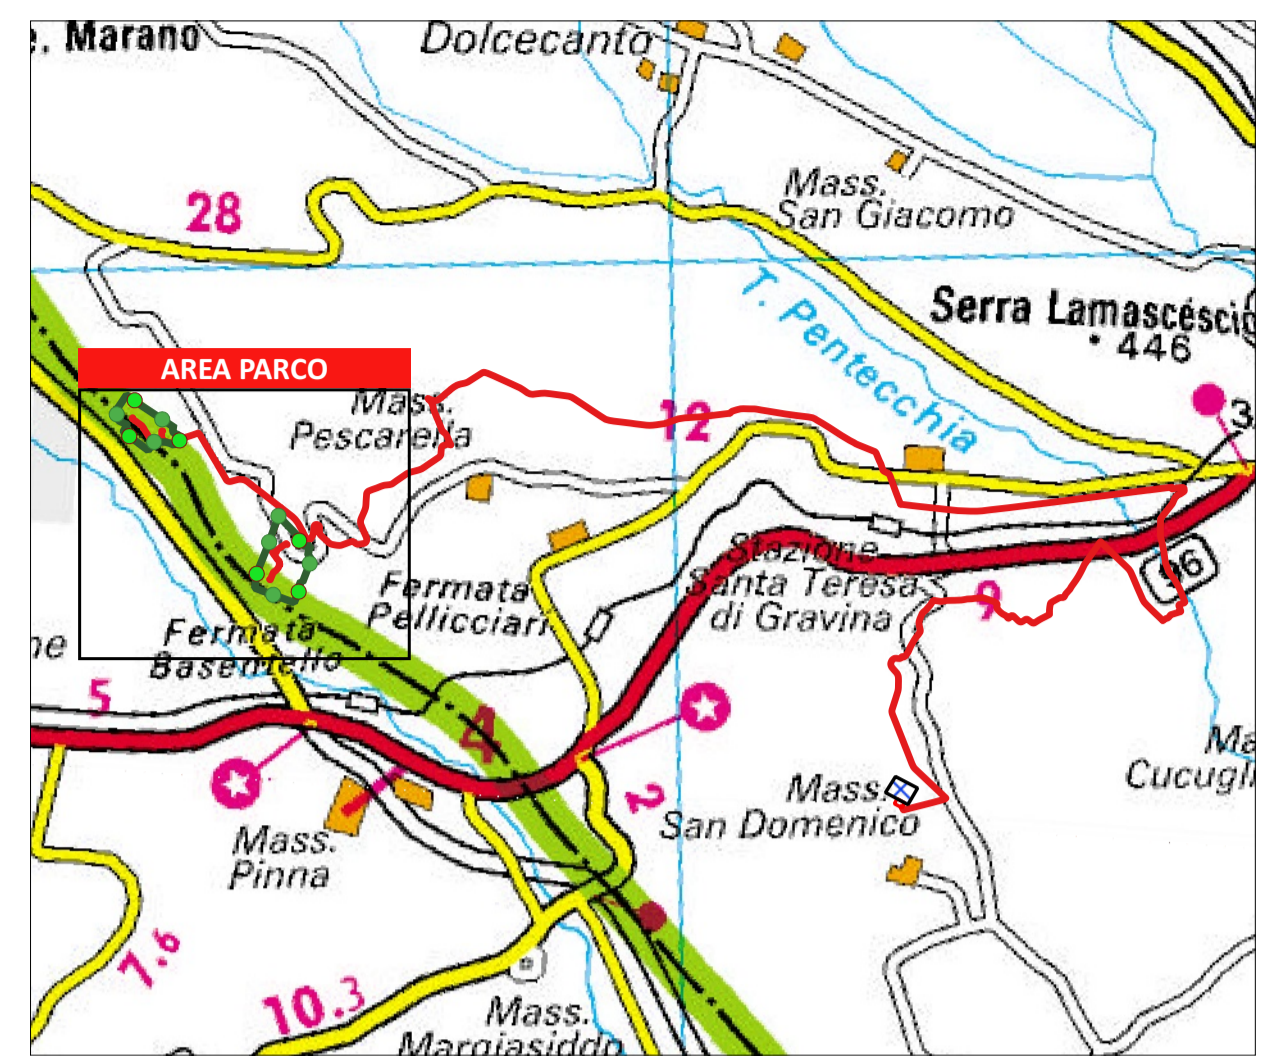 e. Marano
Dolcecanto
28
Mass.
San Giacomo
T. Pentecchia
Serra Lamascésci
446
AREA PARCO
Mass.
Pescarella
12
3
Stazione
Santa Teresa
di Gravina
96
9
Fermata
Pellicciari
Fermata
Basentello
ne
5
4
2
Mass.
San Domenico
Ma
Cucugl
Mass.
Pinna
7.6
10.3
Mass.
Margiasiddo